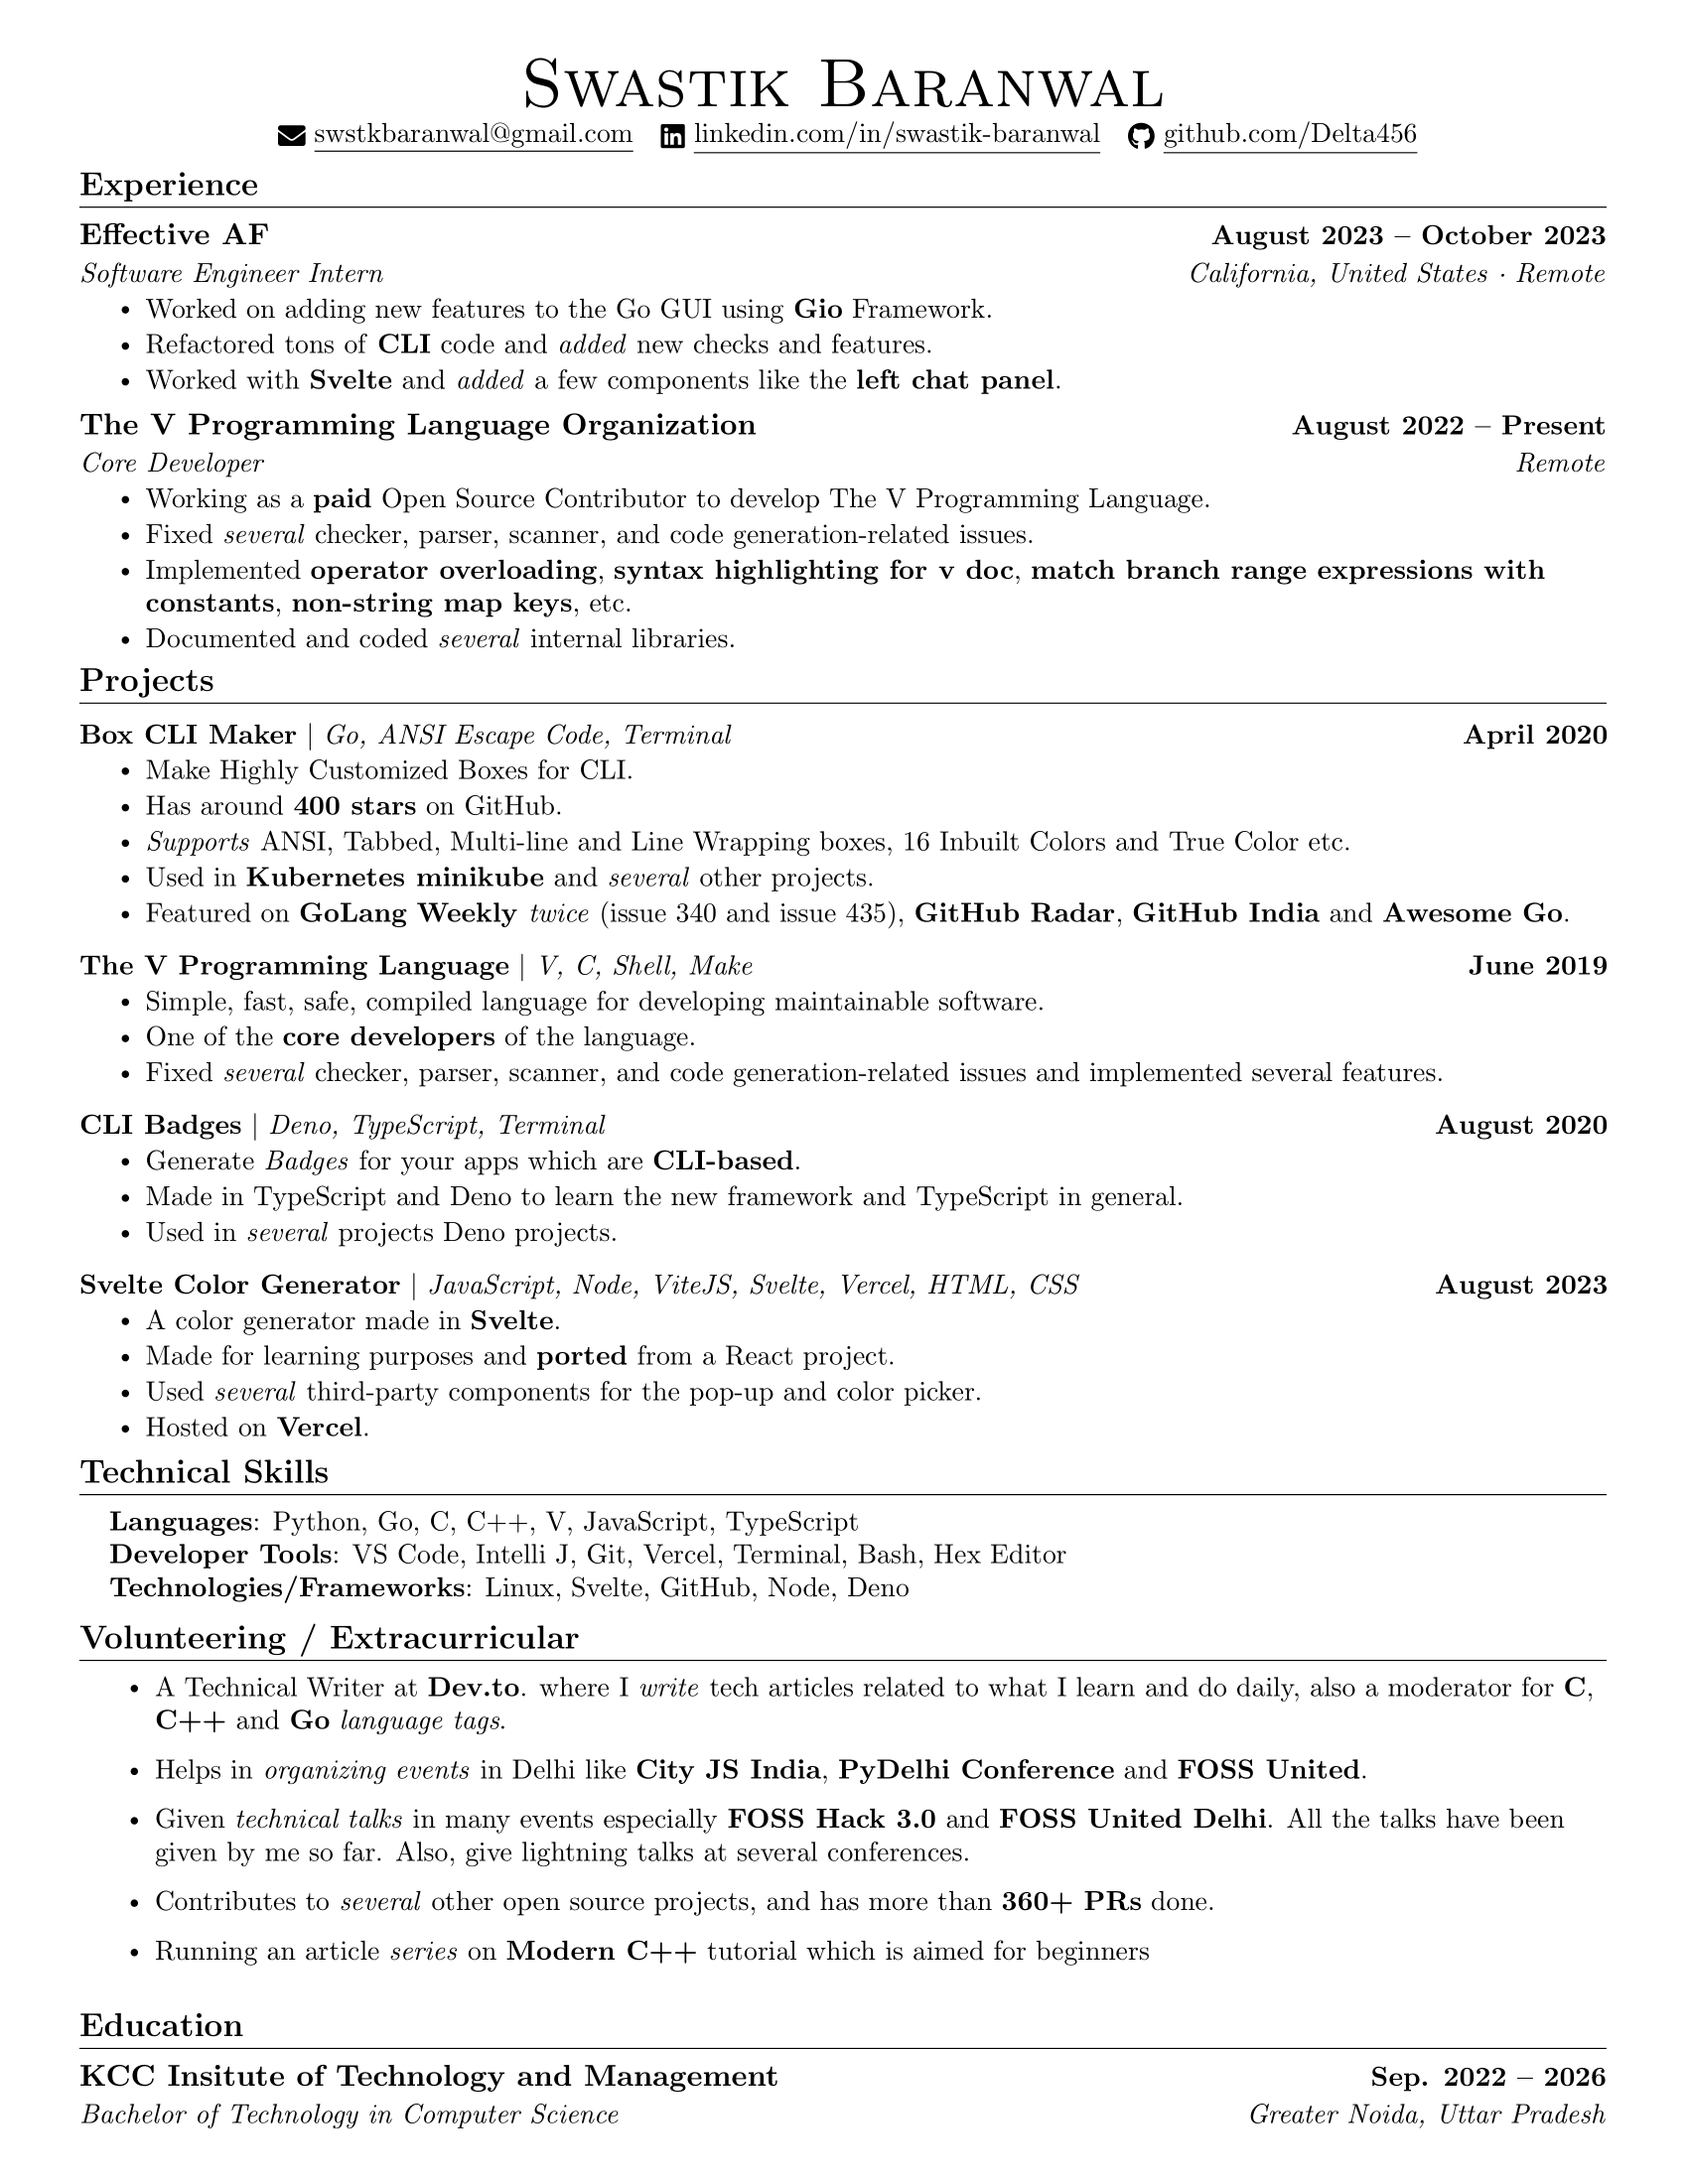 Swastik Baranwal
swstkbaranwal@gmail.com linkedin.com/in/swastik-baranwal github.com/Delta456
Experience
Effective AF August 2023 – October 2023
Software Engineer Intern California, United States · Remote
• Worked on adding new features to the Go GUI using Gio Framework.
• Refactored tons of CLI code and added new checks and features.
• Worked with Svelte and added a few components like the left chat panel.
The V Programming Language Organization August 2022 – Present
Core Developer Remote
• Working as a paid Open Source Contributor to develop The V Programming Language.
• Fixed several checker, parser, scanner, and code generation-related issues.
• Implemented operator overloading, syntax highlighting for v doc, match branch range expressions with
constants, non-string map keys, etc.
• Documented and coded several internal libraries.
Projects
Box CLI Maker | Go, ANSI Escape Code, Terminal April 2020
• Make Highly Customized Boxes for CLI.
• Has around 400 stars on GitHub.
• Supports ANSI, Tabbed, Multi-line and Line Wrapping boxes, 16 Inbuilt Colors and True Color etc.
• Used in Kubernetes minikube and several other projects.
• Featured on GoLang Weekly twice (issue 340 and issue 435), GitHub Radar, GitHub India and Awesome Go.
The V Programming Language | V, C, Shell, Make June 2019
• Simple, fast, safe, compiled language for developing maintainable software.
• One of the core developers of the language.
• Fixed several checker, parser, scanner, and code generation-related issues and implemented several features.
CLI Badges | Deno, TypeScript, Terminal August 2020
• Generate Badges for your apps which are CLI-based.
• Made in TypeScript and Deno to learn the new framework and TypeScript in general.
• Used in several projects Deno projects.
Svelte Color Generator | JavaScript, Node, ViteJS, Svelte, Vercel, HTML, CSS August 2023
• A color generator made in Svelte.
• Made for learning purposes and ported from a React project.
• Used several third-party components for the pop-up and color picker.
• Hosted on Vercel.
Technical Skills
Languages: Python, Go, C, C++, V, JavaScript, TypeScript
Developer Tools: VS Code, Intelli J, Git, Vercel, Terminal, Bash, Hex Editor
Technologies/Frameworks: Linux, Svelte, GitHub, Node, Deno
Volunteering / Extracurricular
• A Technical Writer at Dev.to. where I write tech articles related to what I learn and do daily, also a moderator for C,
C++ and Go language tags.
• Helps in organizing events in Delhi like City JS India, PyDelhi Conference and FOSS United.
• Given technical talks in many events especially FOSS Hack 3.0 and FOSS United Delhi. All the talks have been
given by me so far. Also, give lightning talks at several conferences.
• Contributes to several other open source projects, and has more than 360+ PRs done.
• Running an article series on Modern C++ tutorial which is aimed for beginners
Education
KCC Insitute of Technology and Management Sep. 2022 – 2026
Bachelor of Technology in Computer Science Greater Noida, Uttar Pradesh